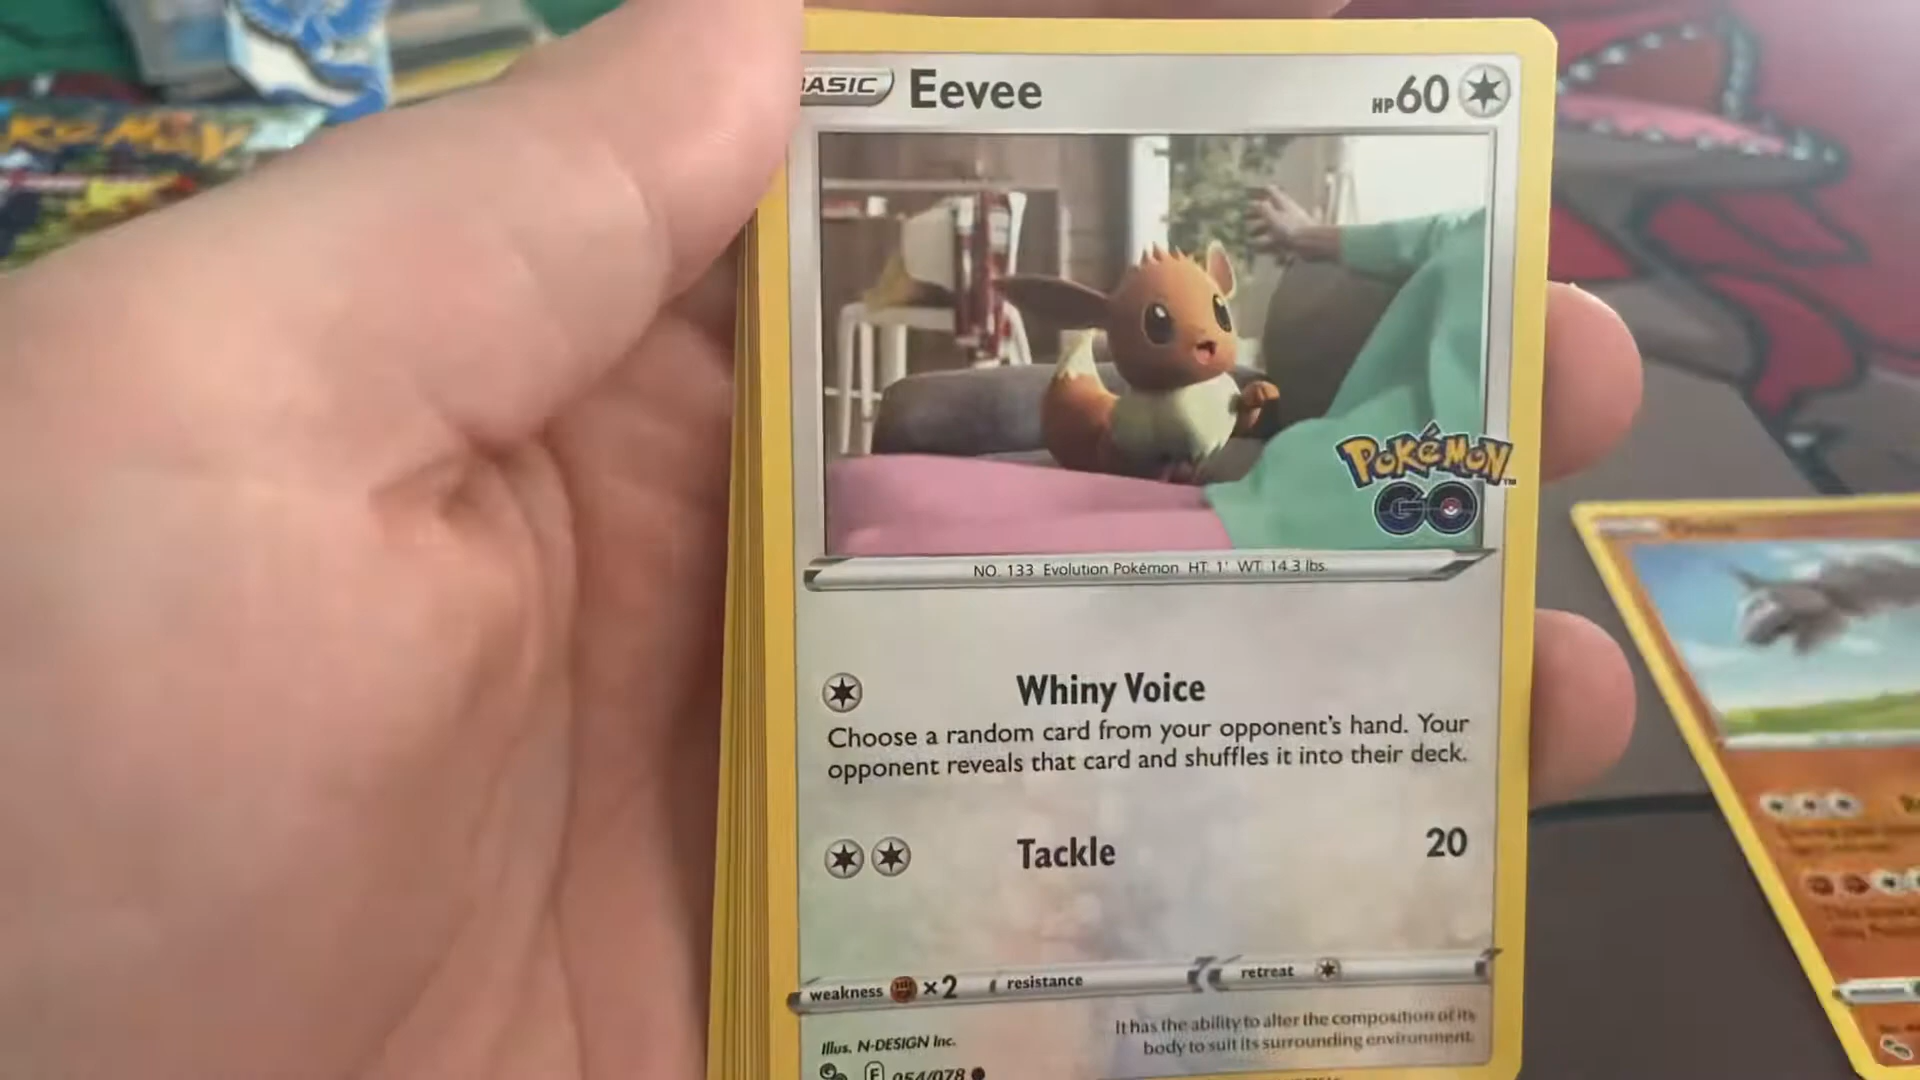 POKéMON
BASIC Eevee HP60
POKéMON
GO
NO. 133 Evolution Pokémon HT. 1' WT. 14.3 lbs.
Whiny Voice
Choose a random card from your opponent's hand. Your
opponent reveals that card and shuffles it into their deck.
Tackle 20
weakness ×2 resistance retreat
Illus. N-DESIGN Inc.
It has the ability to alter the composition of its
body to suit its surrounding environment.
F 054/078